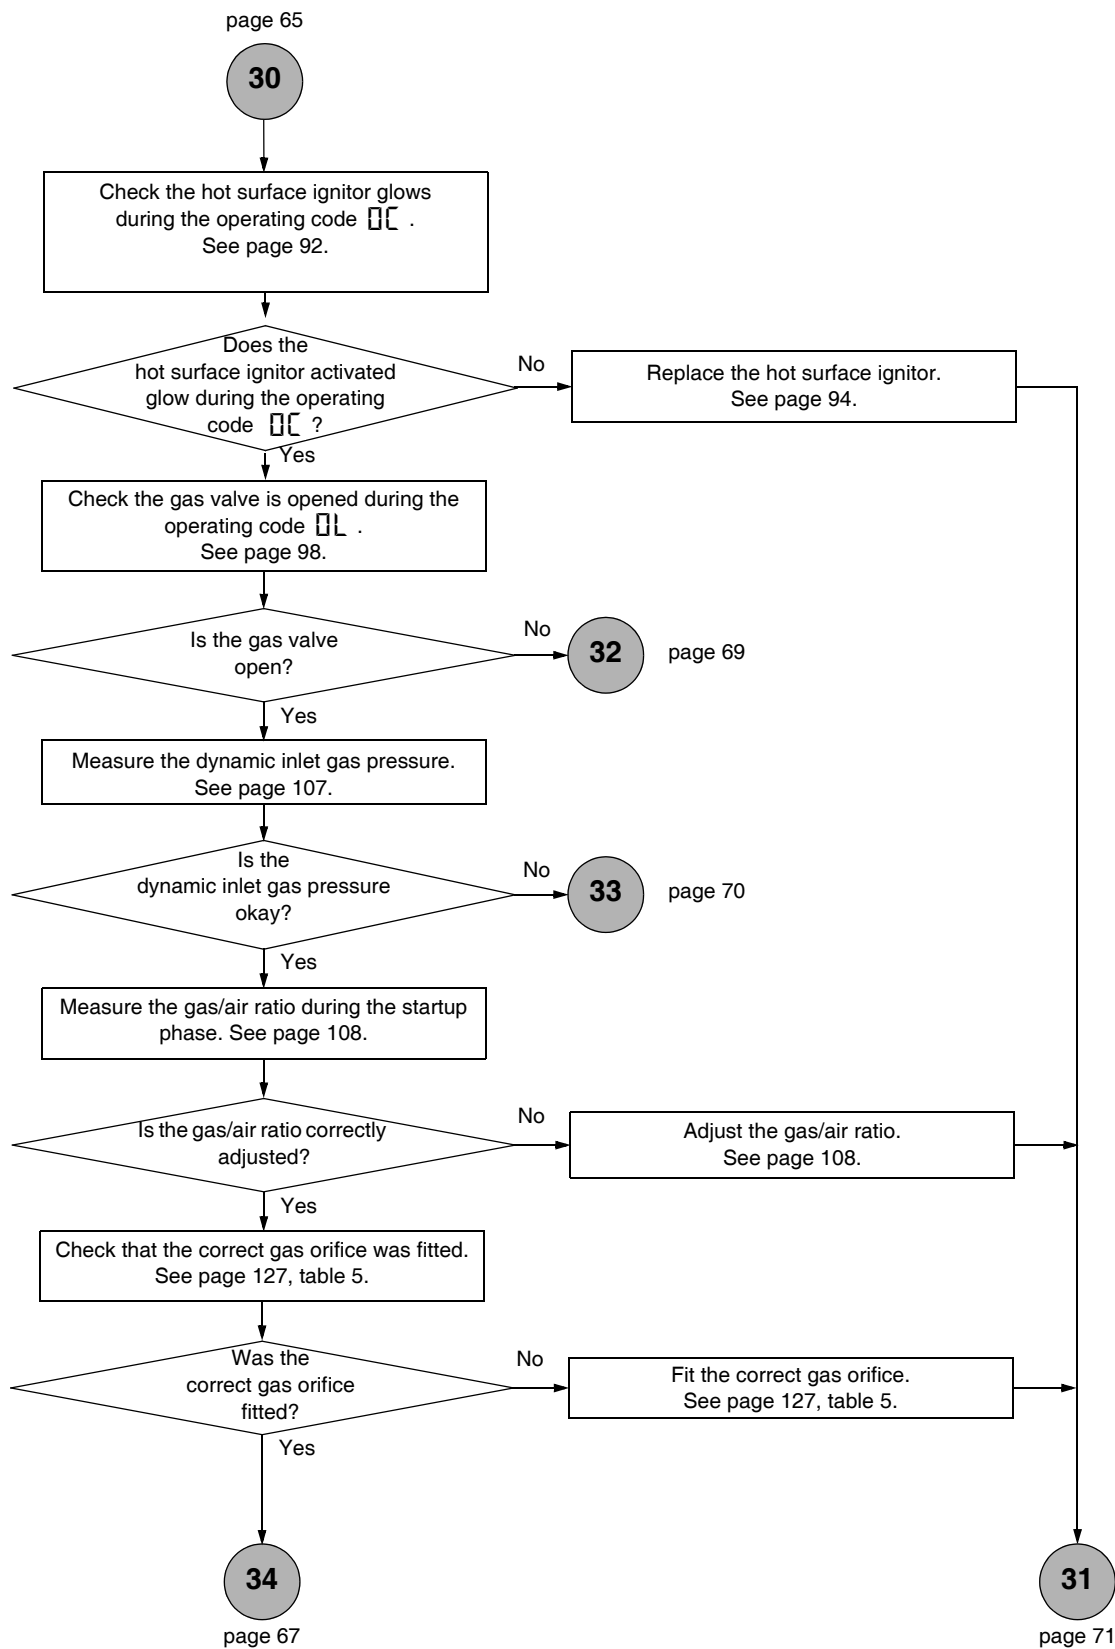 page 65
30
Check the hot surface ignitor glows
during the operating code 0C .
See page 92.
Does the
hot surface ignitor activated
glow during the operating
code 0C ?
No
Replace the hot surface ignitor.
See page 94.
Yes
Check the gas valve is opened during the
operating code 0L .
See page 98.
Is the gas valve
open?
No
32
page 69
Yes
Measure the dynamic inlet gas pressure.
See page 107.
Is the
dynamic inlet gas pressure
okay?
No
33
page 70
Yes
Measure the gas/air ratio during the startup
phase. See page 108.
Is the gas/air ratio correctly
adjusted?
No
Adjust the gas/air ratio.
See page 108.
Yes
Check that the correct gas orifice was fitted.
See page 127, table 5.
Was the
correct gas orifice
fitted?
No
Fit the correct gas orifice.
See page 127, table 5.
Yes
34
page 67
31
page 71